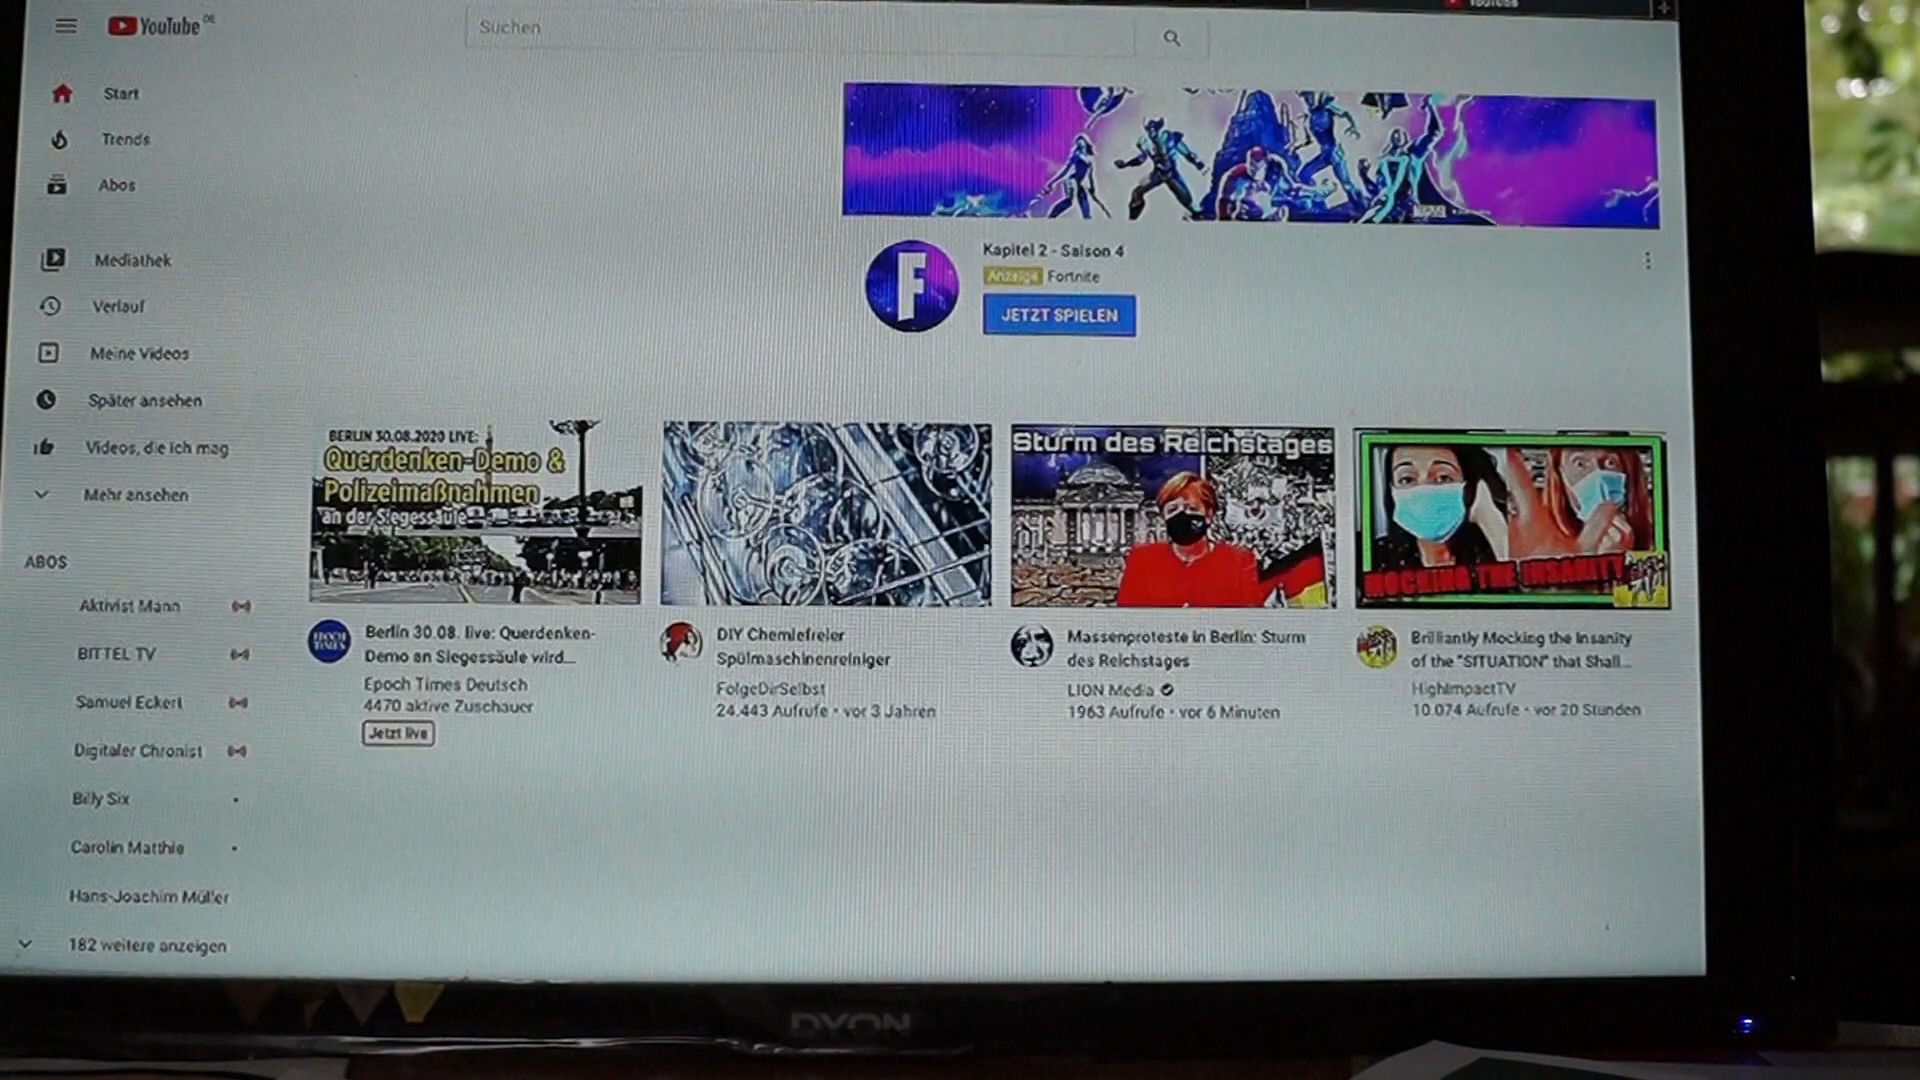 YouTube DE
Suchen
YouTube
Start
Trends
Abos
Mediathek
Verlauf
Meine Videos
Später ansehen
Videos, die ich mag
Mehr ansehen
ABOS
Aktivist Mann
BITTEL TV
Samuel Eckert
Digitaler Chronist
Billy Six
Carolin Matthie
Hans-Joachim Müller
182 weitere anzeigen
F
Kapitel 2 - Saison 4
Anzeige Fortnite
JETZT SPIELEN
BERLIN 30.08.2020 LIVE:
Querdenken-Demo &
Polizeimaßnahmen
an der Siegessäule
EPOCH
TIMES
Berlin 30.08. live: Querdenken-
Demo an Siegessäule wird...
Epoch Times Deutsch
4470 aktive Zuschauer
Jetzt live
DIY Chemiefreier
Spülmaschinenreiniger
FolgeDirSelbst
24.443 Aufrufe • vor 3 Jahren
Sturm des Reichstages
Massenproteste in Berlin: Sturm
des Reichstages
LION Media
1963 Aufrufe • vor 6 Minuten
MOCKING THE INSANITY
Brilliantly Mocking the Insanity
of the "SITUATION" that Shall...
HighImpactTV
10.074 Aufrufe • vor 20 Stunden
DYON